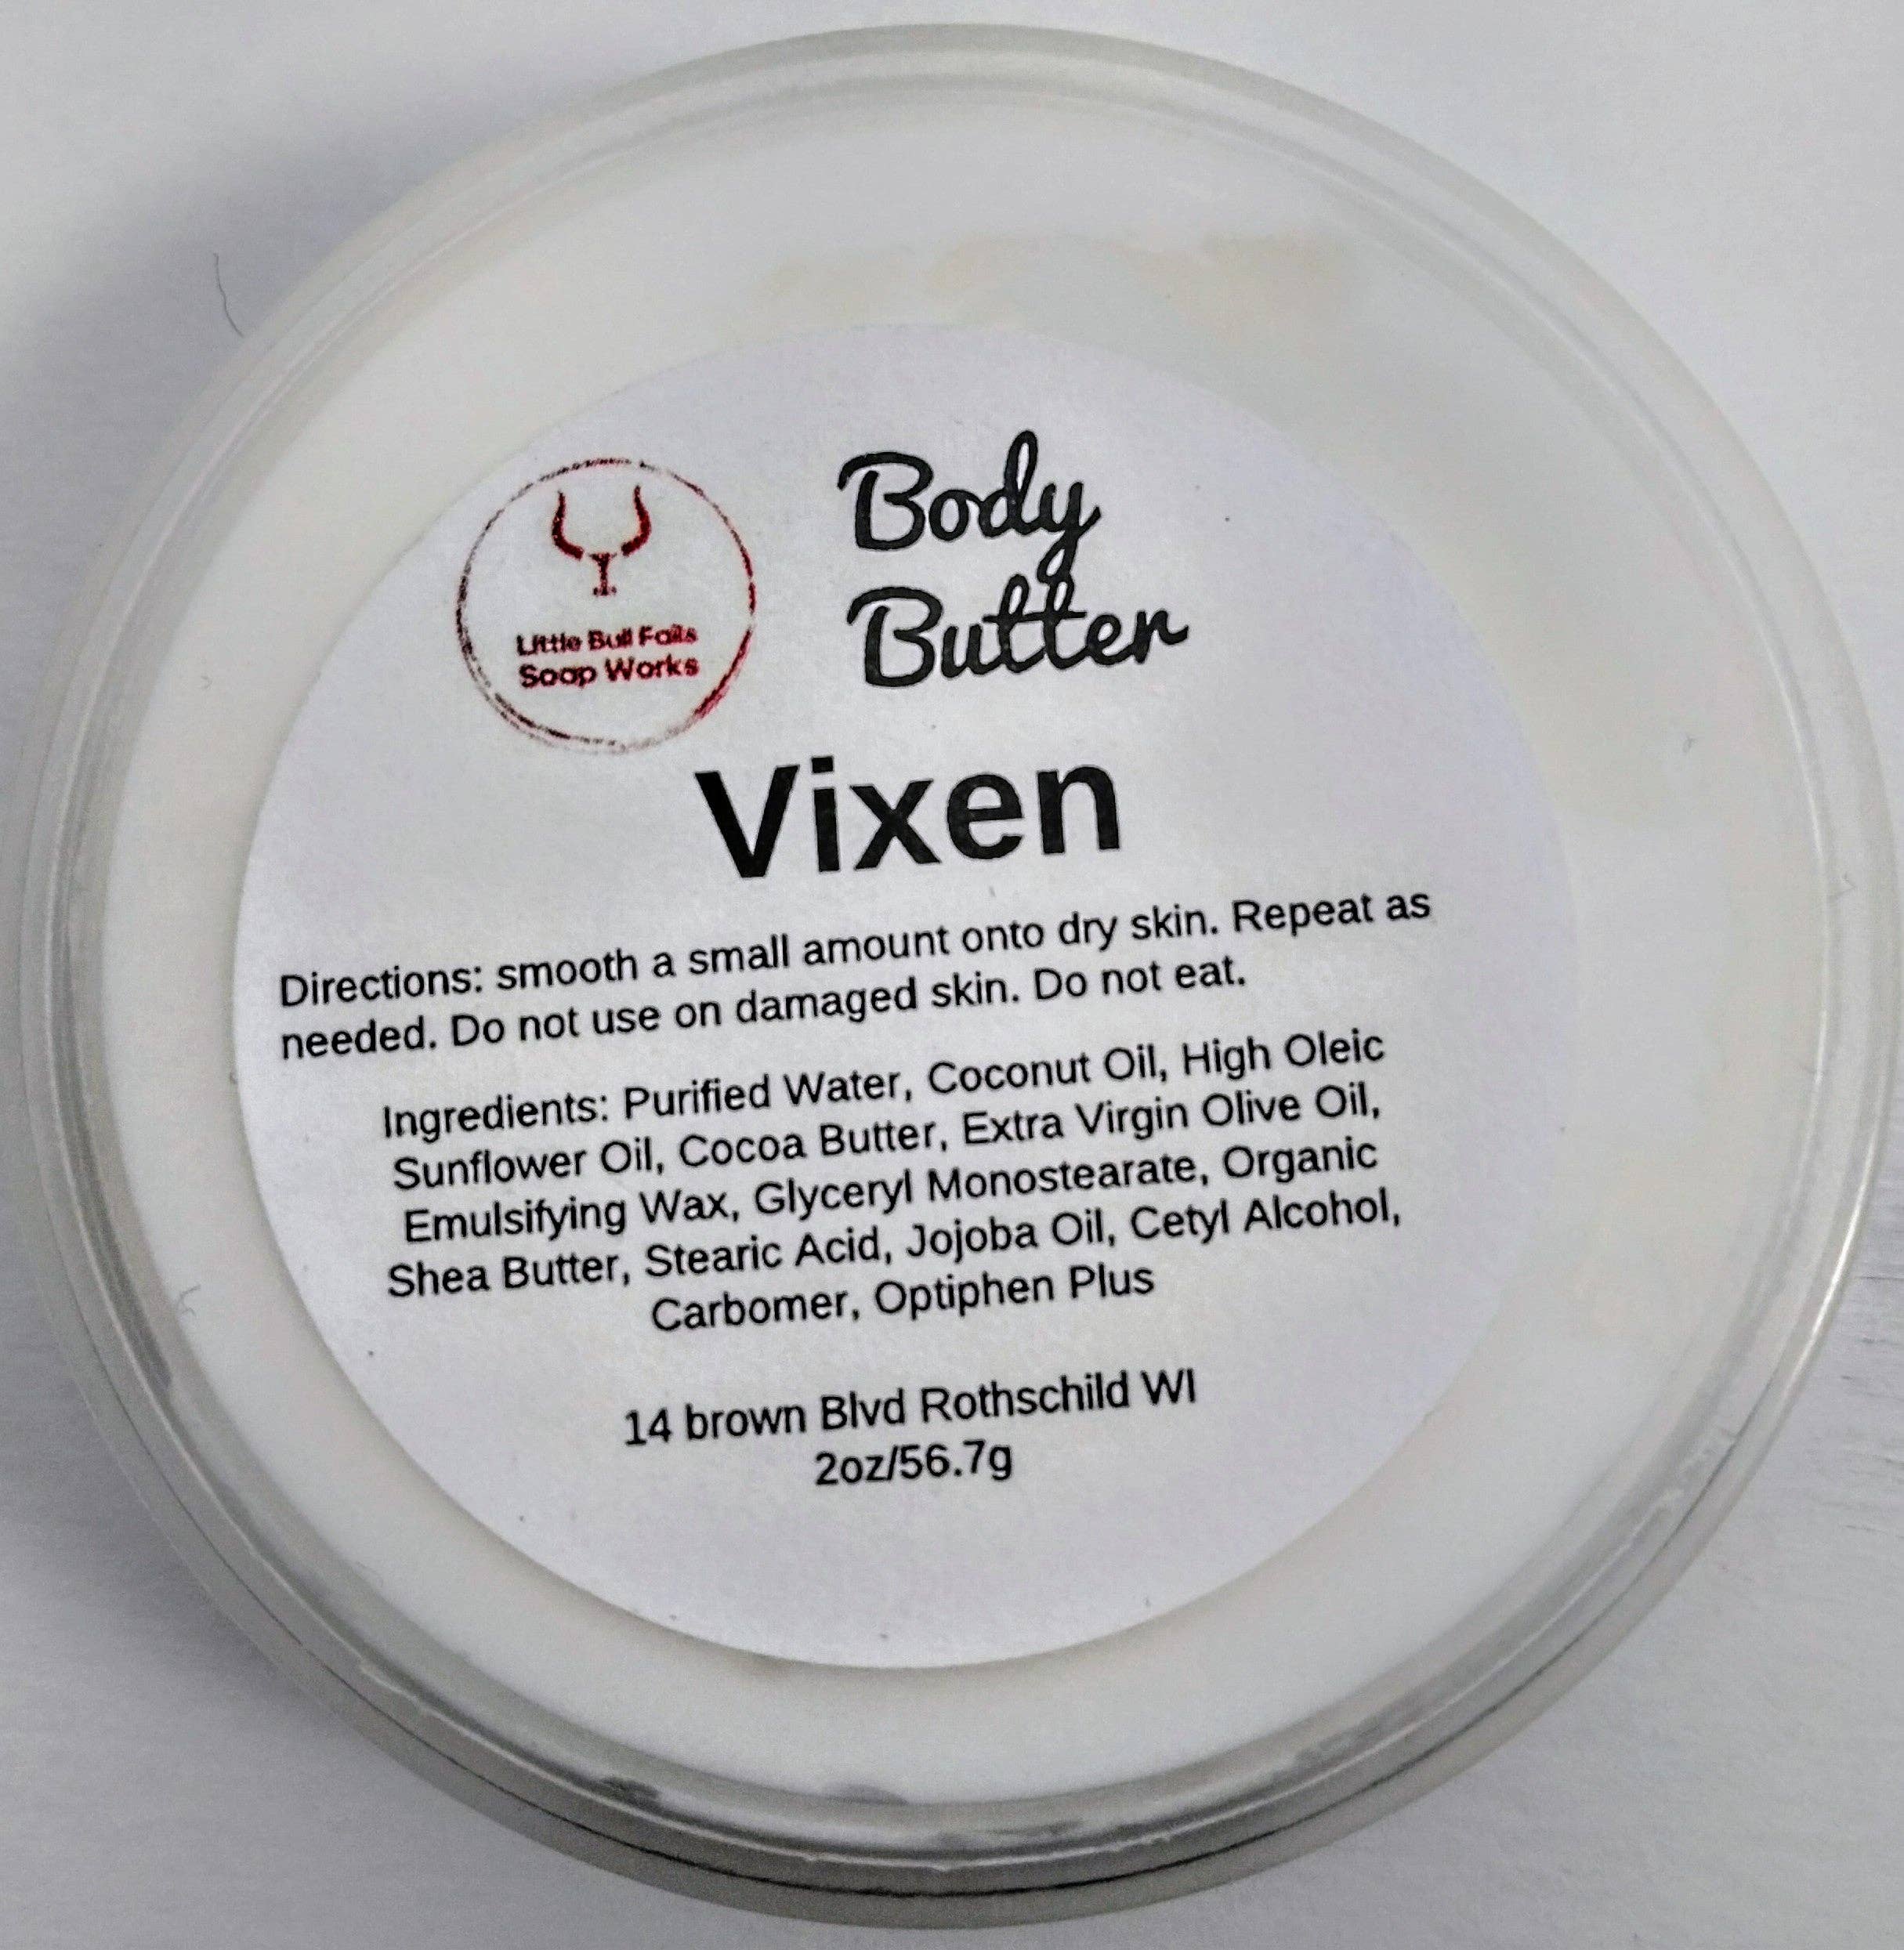 Little Bull Falls
Soap Works
Body
Butter
Vixen
Directions: smooth a small amount onto dry skin. Repeat as
needed. Do not use on damaged skin. Do not eat.
Ingredients: Purified Water, Coconut Oil, High Oleic
Sunflower Oil, Cocoa Butter, Extra Virgin Olive Oil,
Emulsifying Wax, Glyceryl Monostearate, Organic
Shea Butter, Stearic Acid, Jojoba Oil, Cetyl Alcohol,
Carbomer, Optiphen Plus
14 brown Blvd Rothschild WI
2oz/56.7g